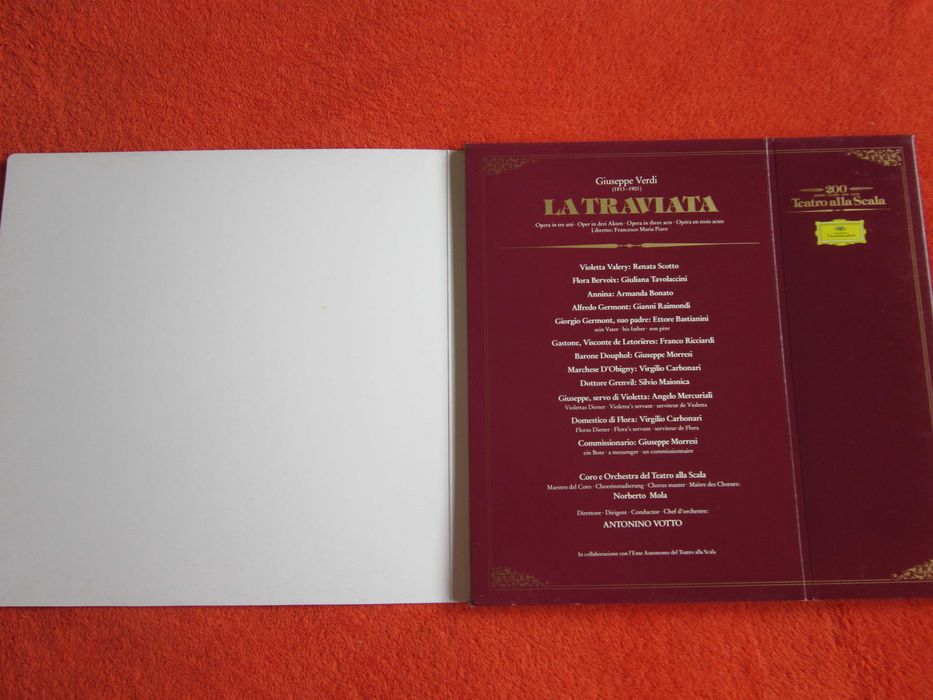 Giuseppe Verdi
(1813-1901)
LA TRAVIATA
Opera in tre atti · Oper in drei Akten · Opera in three acts · Opéra en trois actes
Libretto: Francesco Maria Piave
Violetta Valery: Renata Scotto
Flora Bervoix: Giuliana Tavolaccini
Annina: Armanda Bonato
Alfredo Germont: Gianni Raimondi
Giorgio Germont, suo padre: Ettore Bastianini
sein Vater · his father · son père
Gastone, Visconte de Letorières: Franco Ricciardi
Barone Douphol: Giuseppe Morresi
Marchese D'Obigny: Virgilio Carbonari
Dottore Grenvil: Silvio Maionica
Giuseppe, servo di Violetta: Angelo Mercuriali
Violettas Diener · Violetta's servant · serviteur de Violetta
Domestico di Flora: Virgilio Carbonari
Floras Diener · Flora's servant · serviteur de Flora
Commissionario: Giuseppe Morresi
ein Bote · a messenger · un commissionnaire
Coro e Orchestra del Teatro alla Scala
Maestro del Coro · Choreinstudierung · Chorus master · Maître des Chœurs:
Norberto Mola
Direttore · Dirigent · Conductor · Chef d'orchestre:
ANTONINO VOTTO
In collaborazione con l'Ente Autonomo del Teatro alla Scala
200
Teatro alla Scala
Deutsche
Grammophon